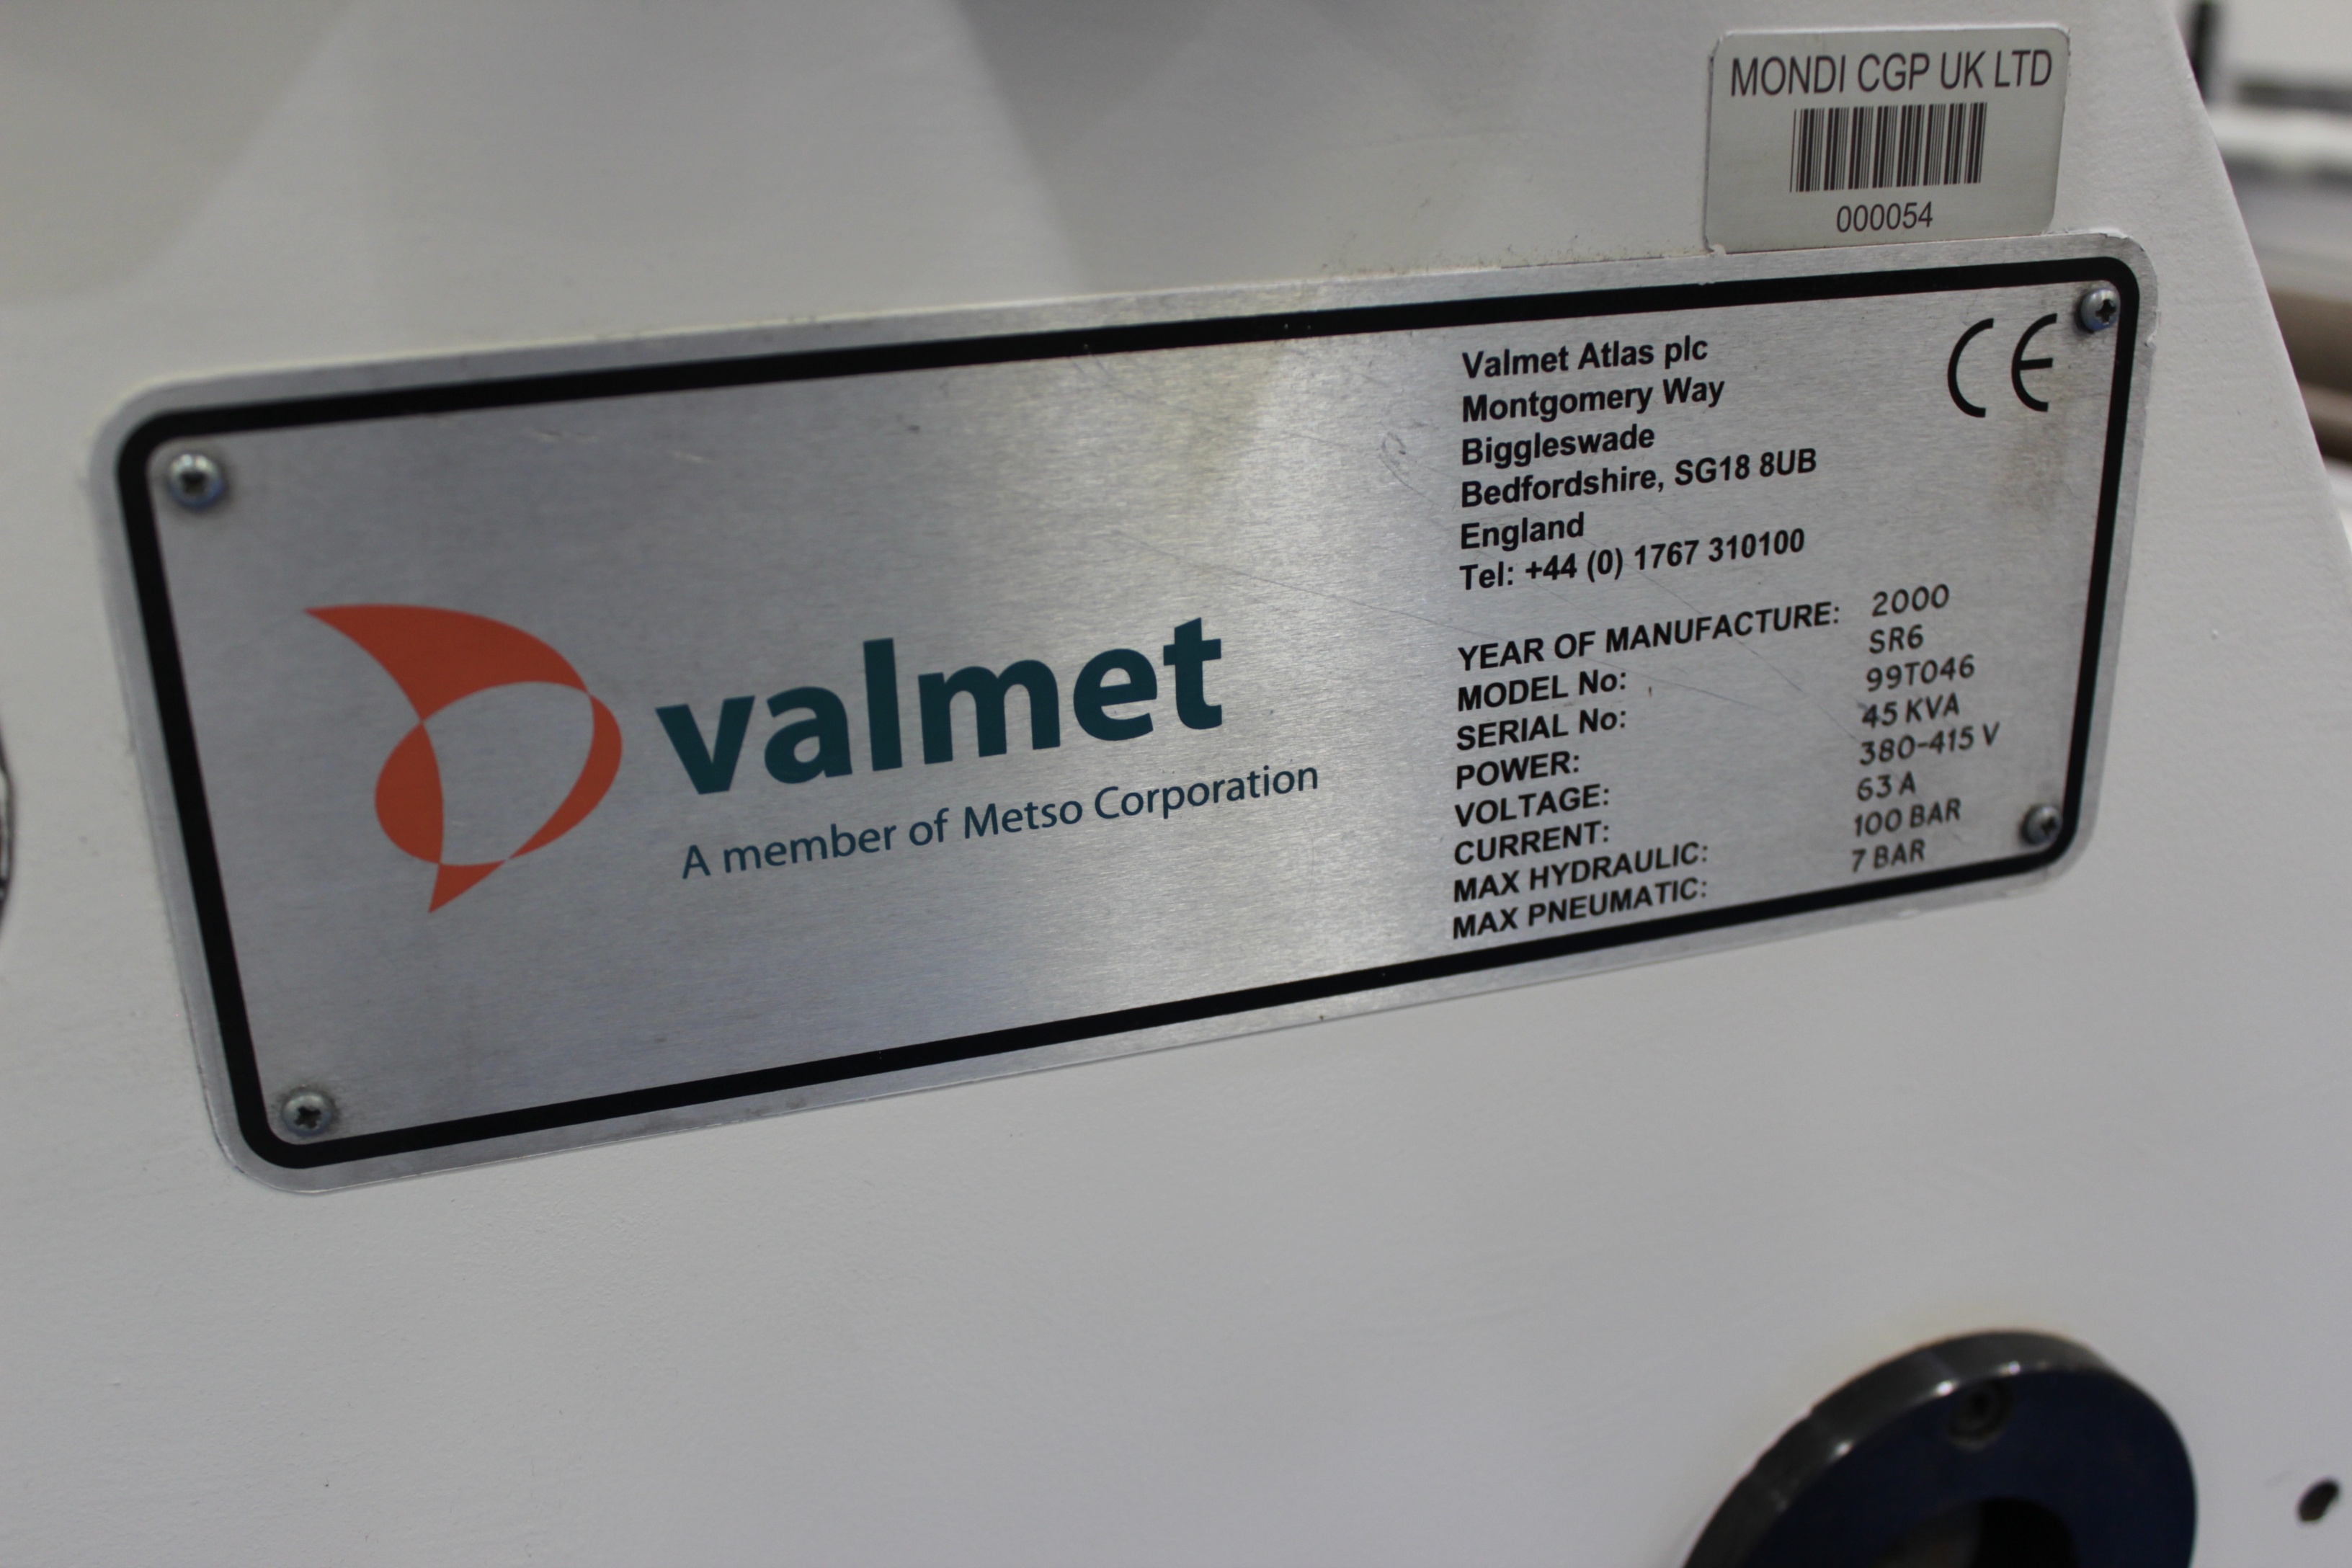 MONDI CGP UK LTD
000054
Valmet Atlas plc
Montgomery Way
Biggleswade
Bedfordshire, SG18 8UB
England
Tel: +44 (0) 1767 310100
CE
valmet
A member of Metso Corporation
YEAR OF MANUFACTURE: 2000
MODEL No: SR6
SERIAL No: 99T046
POWER: 45 KVA
VOLTAGE: 380-415 V
CURRENT: 63 A
MAX HYDRAULIC: 100 BAR
MAX PNEUMATIC: 7 BAR